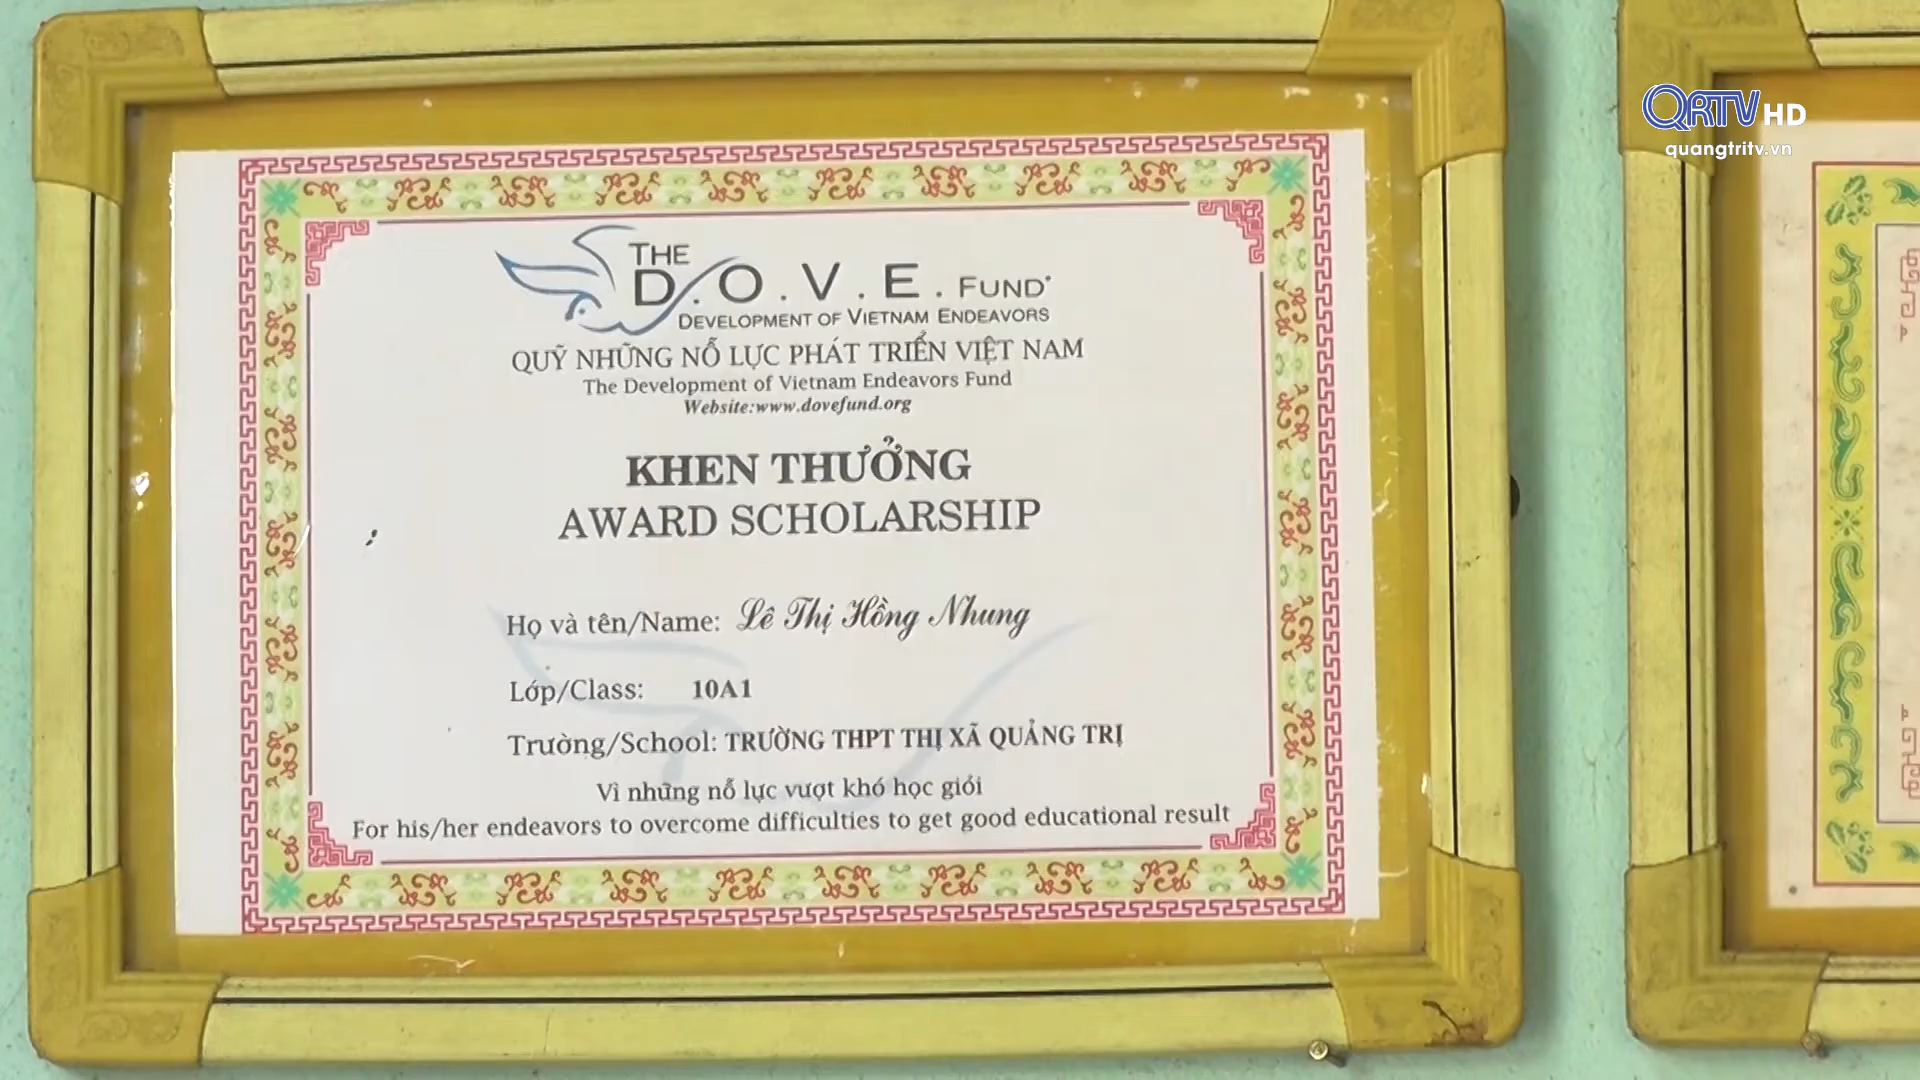 QRTV HD
quangtritv.vn
THE
D.O.V.E. FUND
DEVELOPMENT OF VIETNAM ENDEAVORS
QUỸ NHỮNG NỖ LỰC PHÁT TRIỂN VIỆT NAM
The Development of Vietnam Endeavors Fund
Website:www.dovefund.org
KHEN THƯỞNG
AWARD SCHOLARSHIP
Họ và tên/Name: Lê Thị Hồng Nhung
Lớp/Class: 10A1
Trường/School: TRƯỜNG THPT THỊ XÃ QUẢNG TRỊ
Vì những nỗ lực vượt khó học giỏi
For his/her endeavors to overcome difficulties to get good educational result